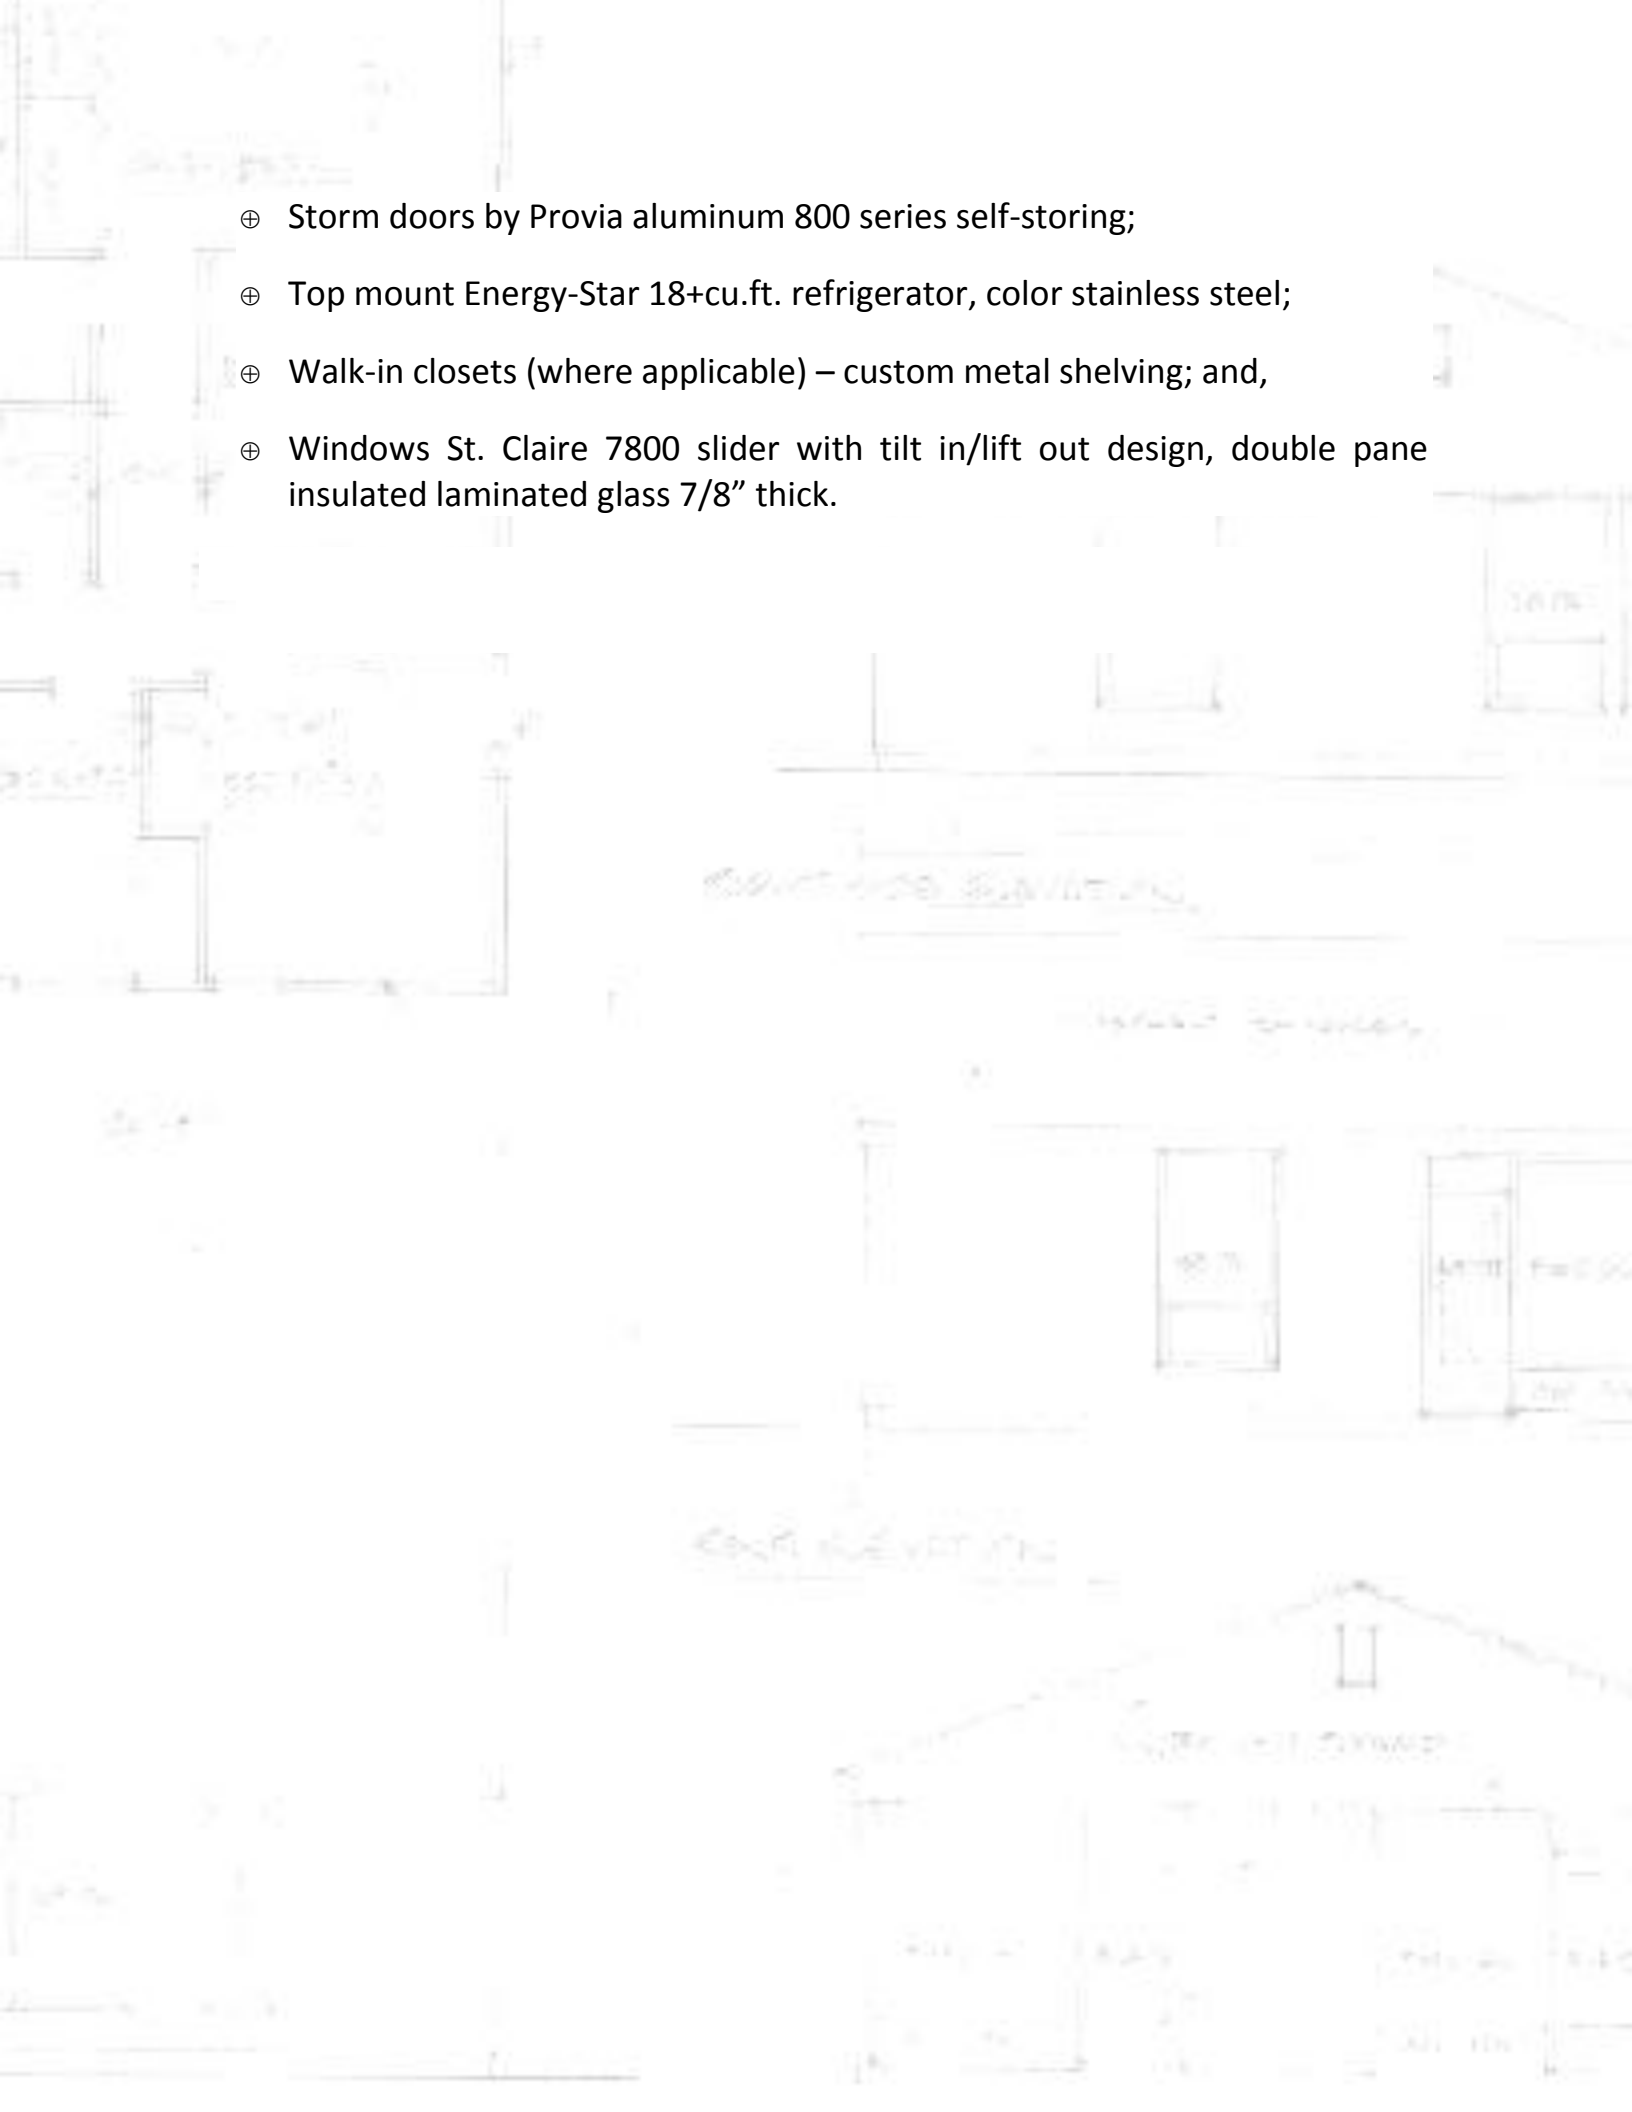 ⊕ Storm doors by Provia aluminum 800 series self-storing;
⊕ Top mount Energy-Star 18+cu.ft. refrigerator, color stainless steel;
⊕ Walk-in closets (where applicable) – custom metal shelving; and,
⊕ Windows St. Claire 7800 slider with tilt in/lift out design, double pane
insulated laminated glass 7/8” thick.